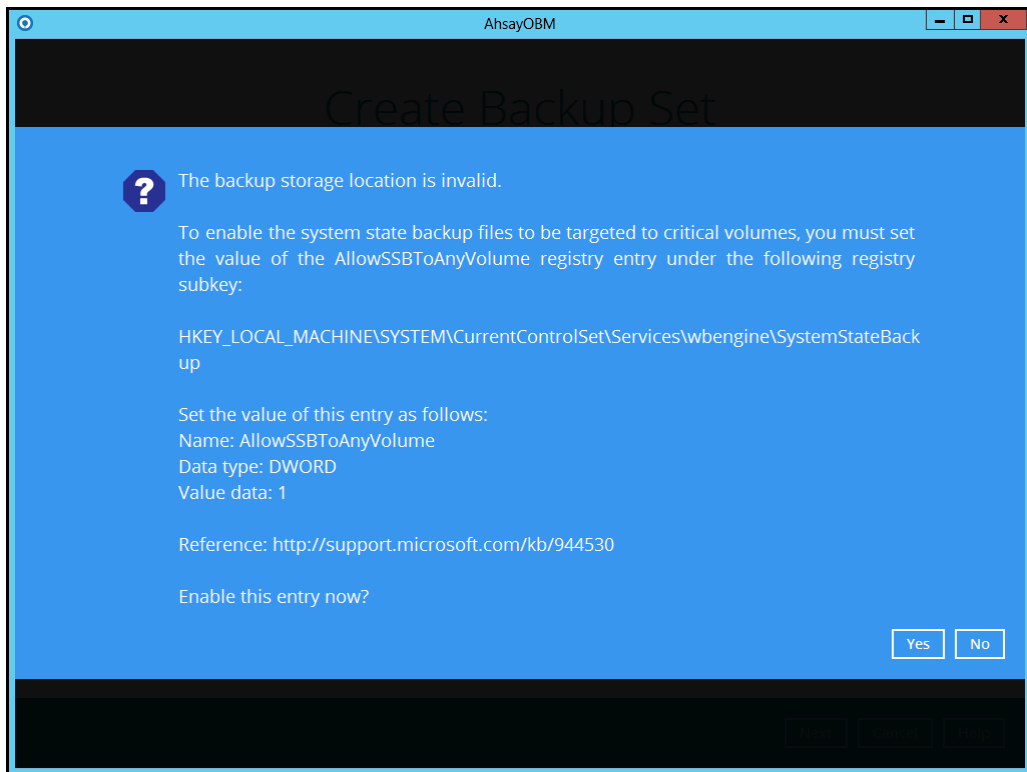 AhsayOBM
Create Backup Set
?
The backup storage location is invalid.
To enable the system state backup files to be targeted to critical volumes, you must set
the value of the AllowSSBToAnyVolume registry entry under the following registry
subkey:
HKEY_LOCAL_MACHINE\SYSTEM\CurrentControlSet\Services\wbengine\SystemStateBack
up
Set the value of this entry as follows:
Name: AllowSSBToAnyVolume
Data type: DWORD
Value data: 1
Reference: http://support.microsoft.com/kb/944530
Enable this entry now?
Yes No
Next Cancel Help